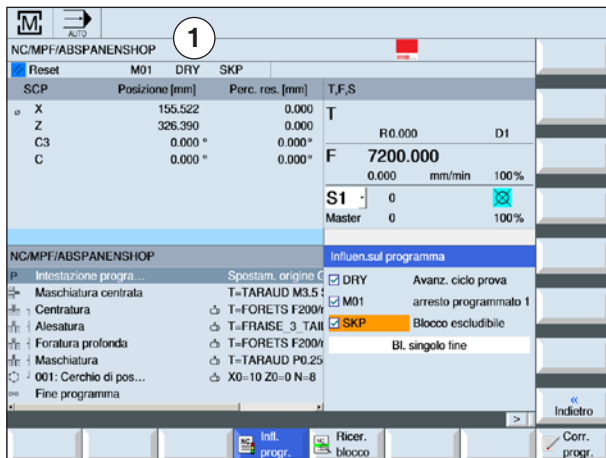 M
AUTO
1
NC/MPF/ABSPANENSHOP
Reset M01 DRY SKP
SCP Posizione [mm] Perc. res. [mm] T,F,S
X 155.522 0.000
Z 326.390 0.000
C3 0.000 ° 0.000°
C 0.000 ° 0.000°
T
R0.000 D1
F 7200.000
0.000 mm/min 100%
S1 0
Master 0 100%
NC/MPF/ABSPANENSHOP
P Intestazione progra... Spostam. origine G
Maschiatura centrata T=TARAUD M3.5
Centratura T=FORETS F200/
Alesatura T=FRAISE_3_TAIL
Foratura profonda T=FORETS F200/
Maschiatura T=TARAUD P0.25
001: Cerchio di pos... X0=10 Z0=0 N=8
Fine programma
Influen.sul programma
DRY Avanz. ciclo prova
M01 arresto programmato 1
SKP Blocco escludibile
Bl. singolo fine
>
«
Indietro
NC Infl. progr.
NC Ricer. blocco
Corr. progr.